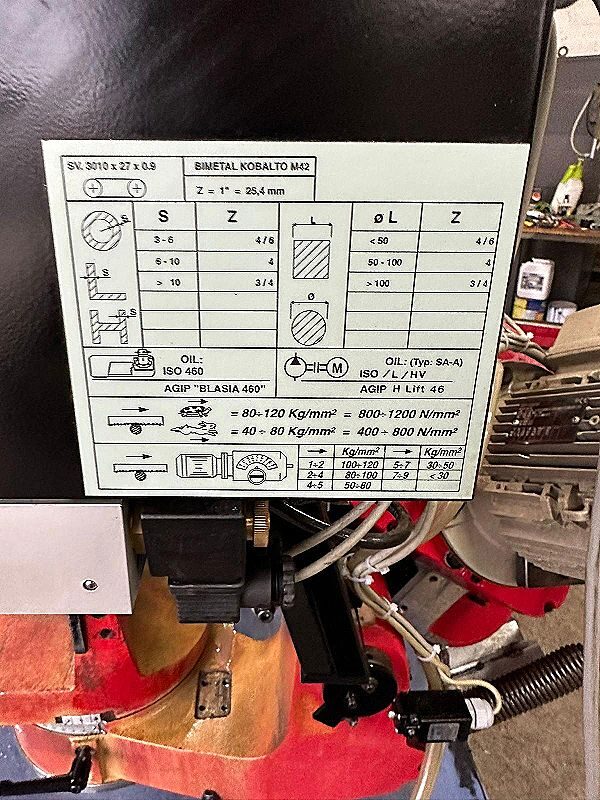 SV. 3010 x 27 x 0.9
BIMETAL KOBALTO M42
Z = 1" = 25,4 mm
S Z
3 - 6 4 / 6
6 - 10 4
> 10 3 / 4
S
S
S
L
ø
ø L Z
< 50 4 / 6
50 - 100 4
> 100 3 / 4
OIL:
ISO 460
AGIP "BLASIA 460"
M
OIL: (Typ: SA-A)
ISO / L / HV
AGIP H Lift 46
= 80÷120 Kg/mm² = 800÷1200 N/mm²
= 40÷ 80 Kg/mm² = 400÷ 800 N/mm²
Kg/mm² Kg/mm²
1÷2 100÷120 5÷7 30÷50
2÷4 80÷100 7÷9 < 30
4÷5 50÷80